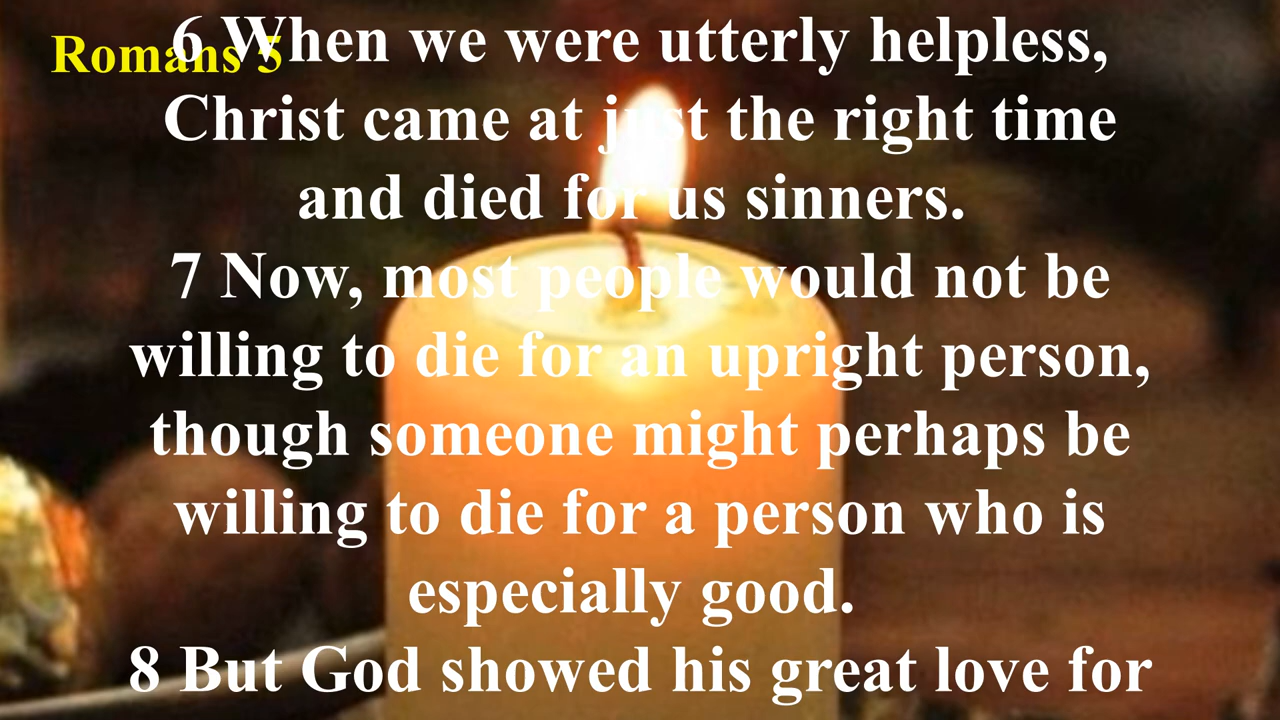 Romans 5
6 When we were utterly helpless,
Christ came at just the right time
and died for us sinners.
7 Now, most people would not be
willing to die for an upright person,
though someone might perhaps be
willing to die for a person who is
especially good.
8 But God showed his great love for